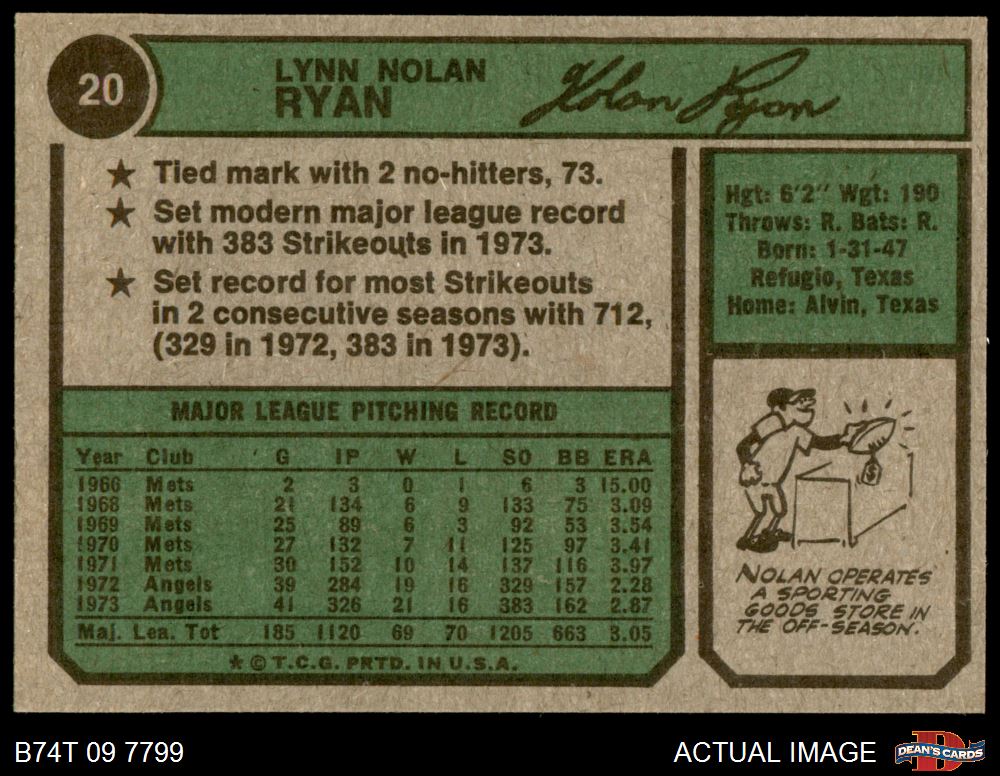 20
LYNN NOLAN
RYAN
Nolan Ryan
★ Tied mark with 2 no-hitters, 73.
★ Set modern major league record
with 383 Strikeouts in 1973.
★ Set record for most Strikeouts
in 2 consecutive seasons with 712,
(329 in 1972, 383 in 1973).
MAJOR LEAGUE PITCHING RECORD
Year Club G IP W L SO BB ERA
1966 Mets 2 3 0 1 6 3 15.00
1968 Mets 21 134 6 9 133 75 3.09
1969 Mets 25 89 6 3 92 53 3.54
1970 Mets 27 132 7 11 125 97 3.41
1971 Mets 30 152 10 14 137 116 3.97
1972 Angels 39 284 19 16 329 157 2.28
1973 Angels 41 326 21 16 383 162 2.87
Maj. Lea. Tot 185 1120 69 70 1205 663 3.05
★ © T.C.G. PRTD. IN U.S.A.
Hgt: 6'2" Wgt: 190
Throws: R. Bats: R.
Born: 1-31-47
Refugio, Texas
Home: Alvin, Texas
$
NOLAN OPERATES
A SPORTING
GOODS STORE IN
THE OFF-SEASON.
B74T 09 7799
ACTUAL IMAGE
DEAN'S CARDS